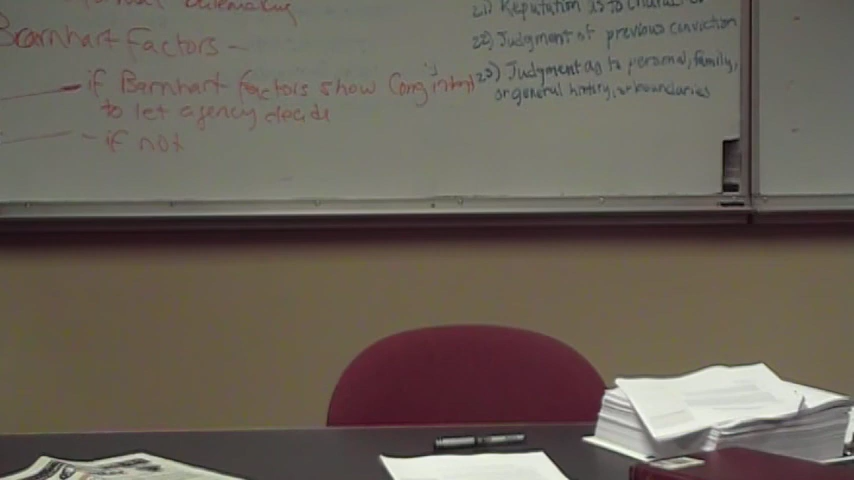 rulemaking
Barnhart Factors -
- if Barnhart factors show Cong's intent
to let agency decide
- if not
21) Reputation as to character
22) Judgment of previous conviction
23) Judgment as to personal, family,
or general history, or boundaries